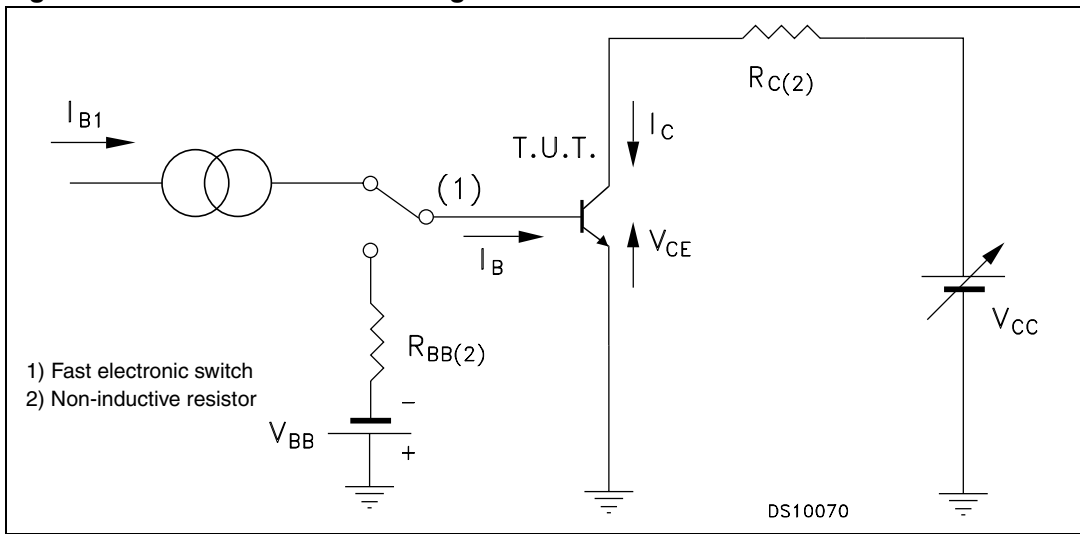 I_B1
R_C(2)
I_C
T.U.T.
(1)
V_CE
I_B
V_CC
R_BB(2)
1) Fast electronic switch
2) Non-inductive resistor
−
V_BB
+
DS10070